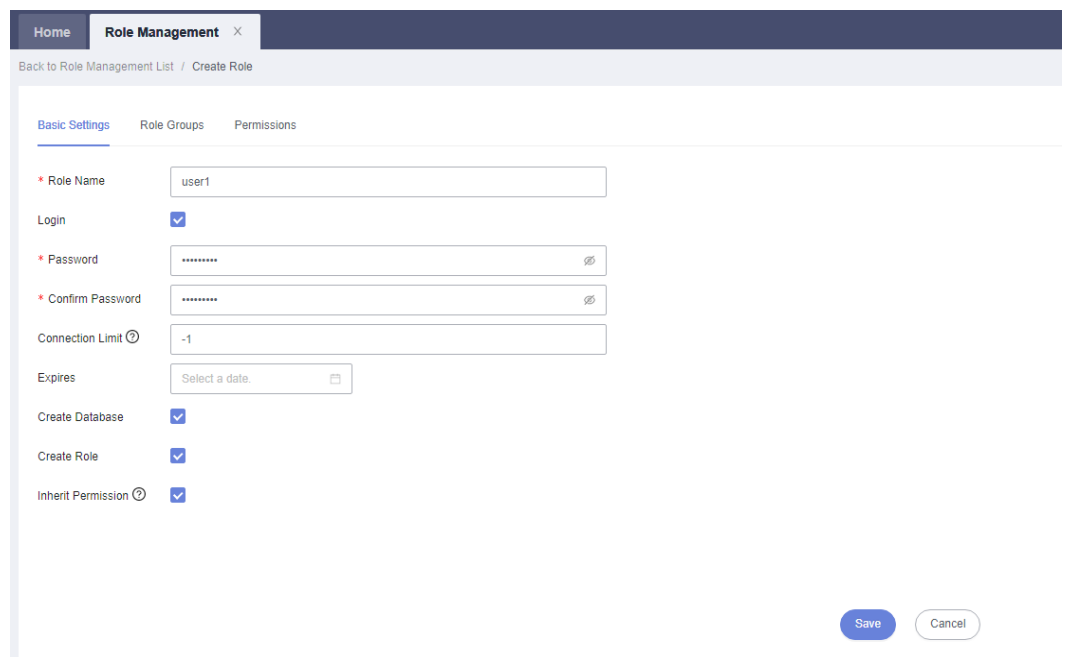 Home Role Management X
Back to Role Management List / Create Role
Basic Settings Role Groups Permissions
* Role Name user1
Login
* Password •••••••••
* Confirm Password •••••••••
Connection Limit ? -1
Expires Select a date.
Create Database
Create Role
Inherit Permission ?
Save Cancel